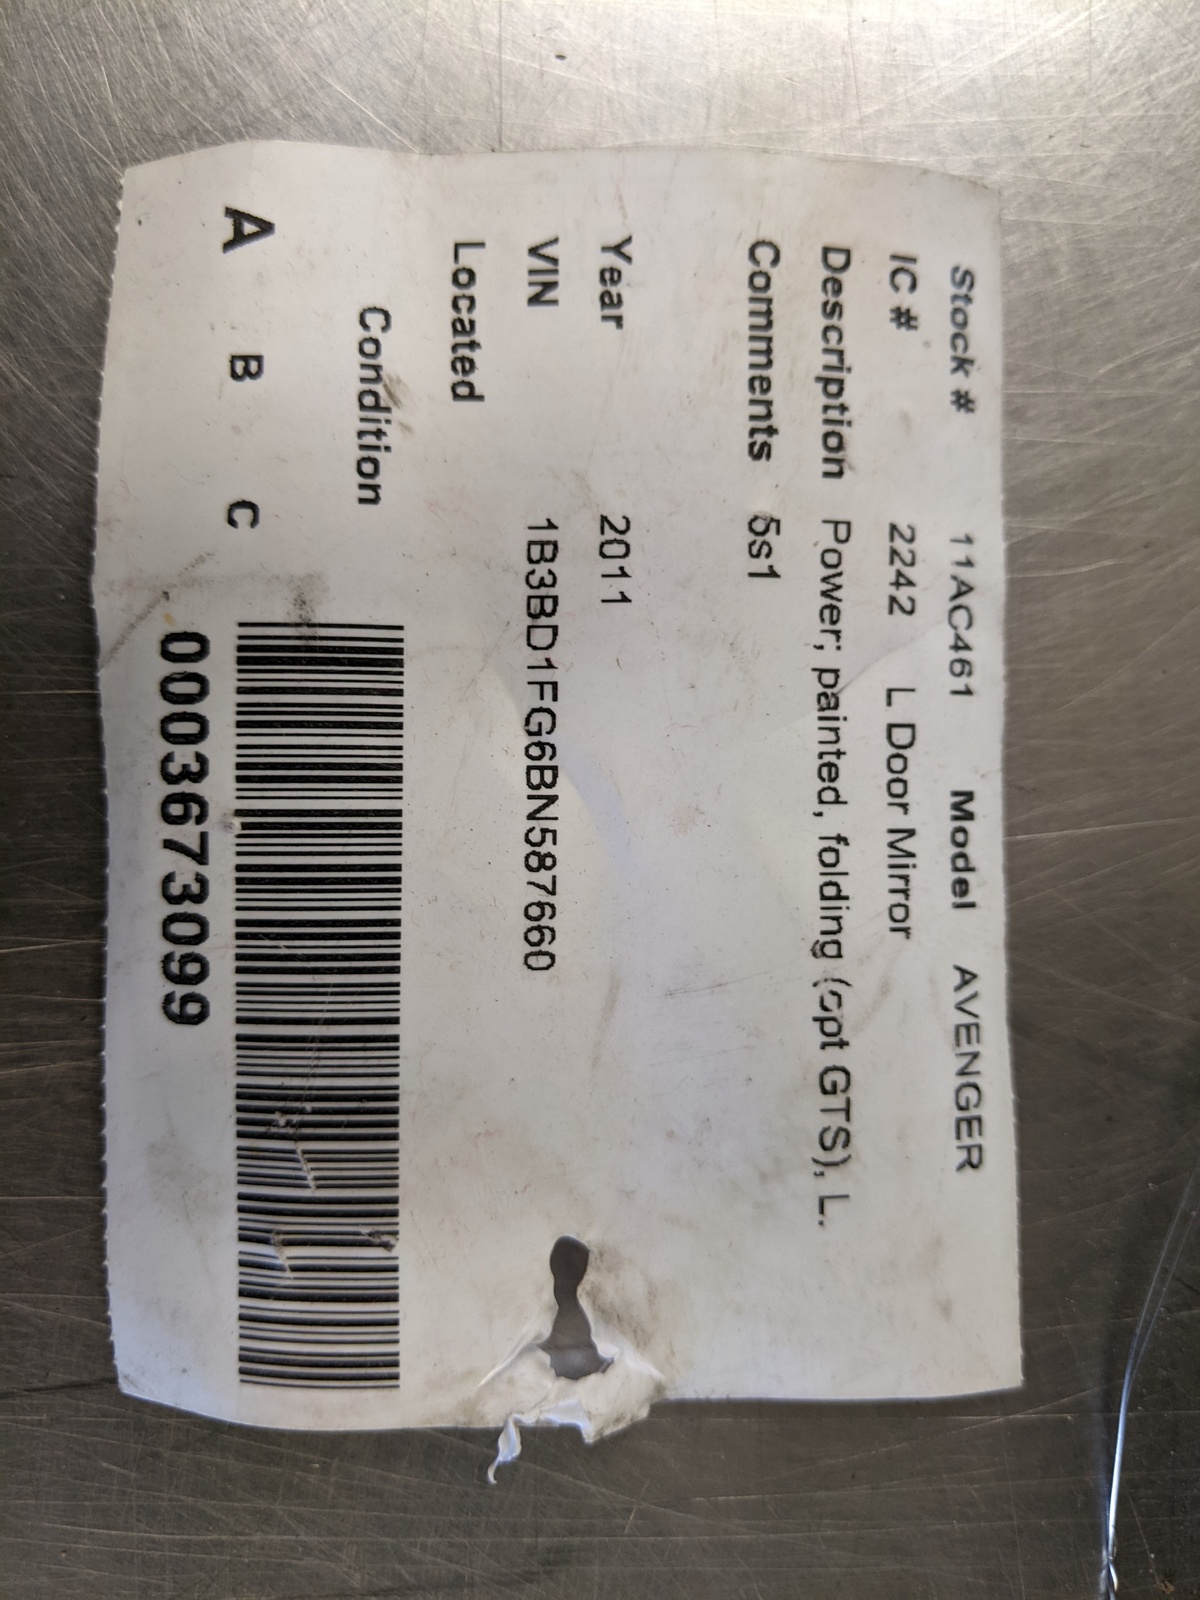 Stock # 11AC461 Model AVENGER
IC # 2242 L Door Mirror
Description Power; painted, folding (opt GTS), L.
Comments 5s1
Year 2011
VIN 1B3BD1FG6BN587660
Located
Condition
A B C
0003673099